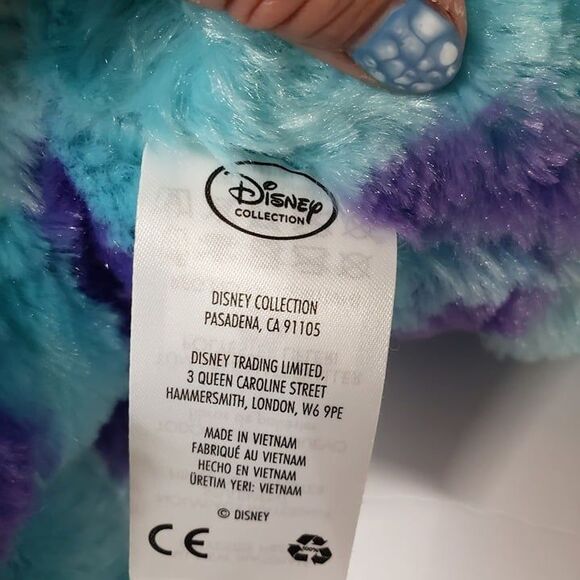 Disney
COLLECTION
DISNEY COLLECTION
PASADENA, CA 91105
DISNEY TRADING LIMITED,
3 QUEEN CAROLINE STREET
HAMMERSMITH, LONDON, W6 9PE
MADE IN VIETNAM
FABRIQUÉ AU VIETNAM
HECHO EN VIETNAM
ÜRETIM YERI: VIETNAM
© DISNEY
CE
100%